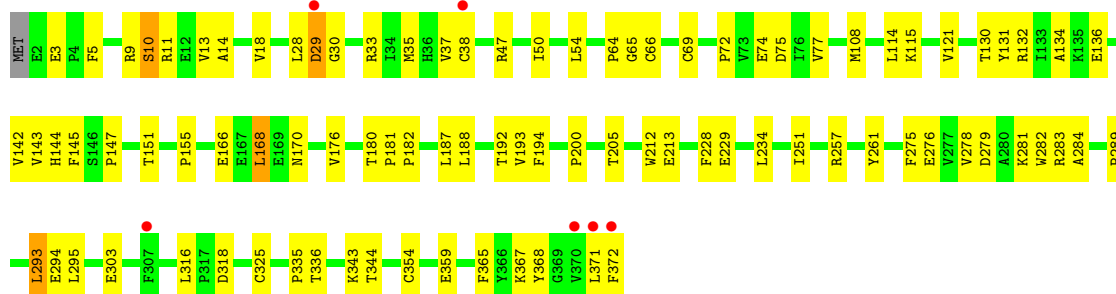 MET E2 E3 P4 F5 R9 S10 R11 E12 V13 A14 V18 L28 D29 G30 R33 I34 M35 H36 V37 C38 R47 I50 L54 P64 G65 C66 C69 P72 V73 E74 D75 I76 V77 M108 L114 K115 V121 T130 Y131 R132 I133 A134 K135 E136
V142 V143 H144 F145 S146 P147 T151 P155 E166 E167 L168 E169 N170 V176 T180 P181 P182 L187 L188 T192 V193 F194 P200 T205 W212 E213 F228 E229 L234 I251 R257 Y261 F275 E276 V277 V278 D279 A280 K281 W282 R283 A284
L293 E294 L295 E303 F307 L316 P317 D318 C325 P335 T336 K343 T344 C354 E359 F365 Y366 K367 Y368 G369 V370 L371 F372